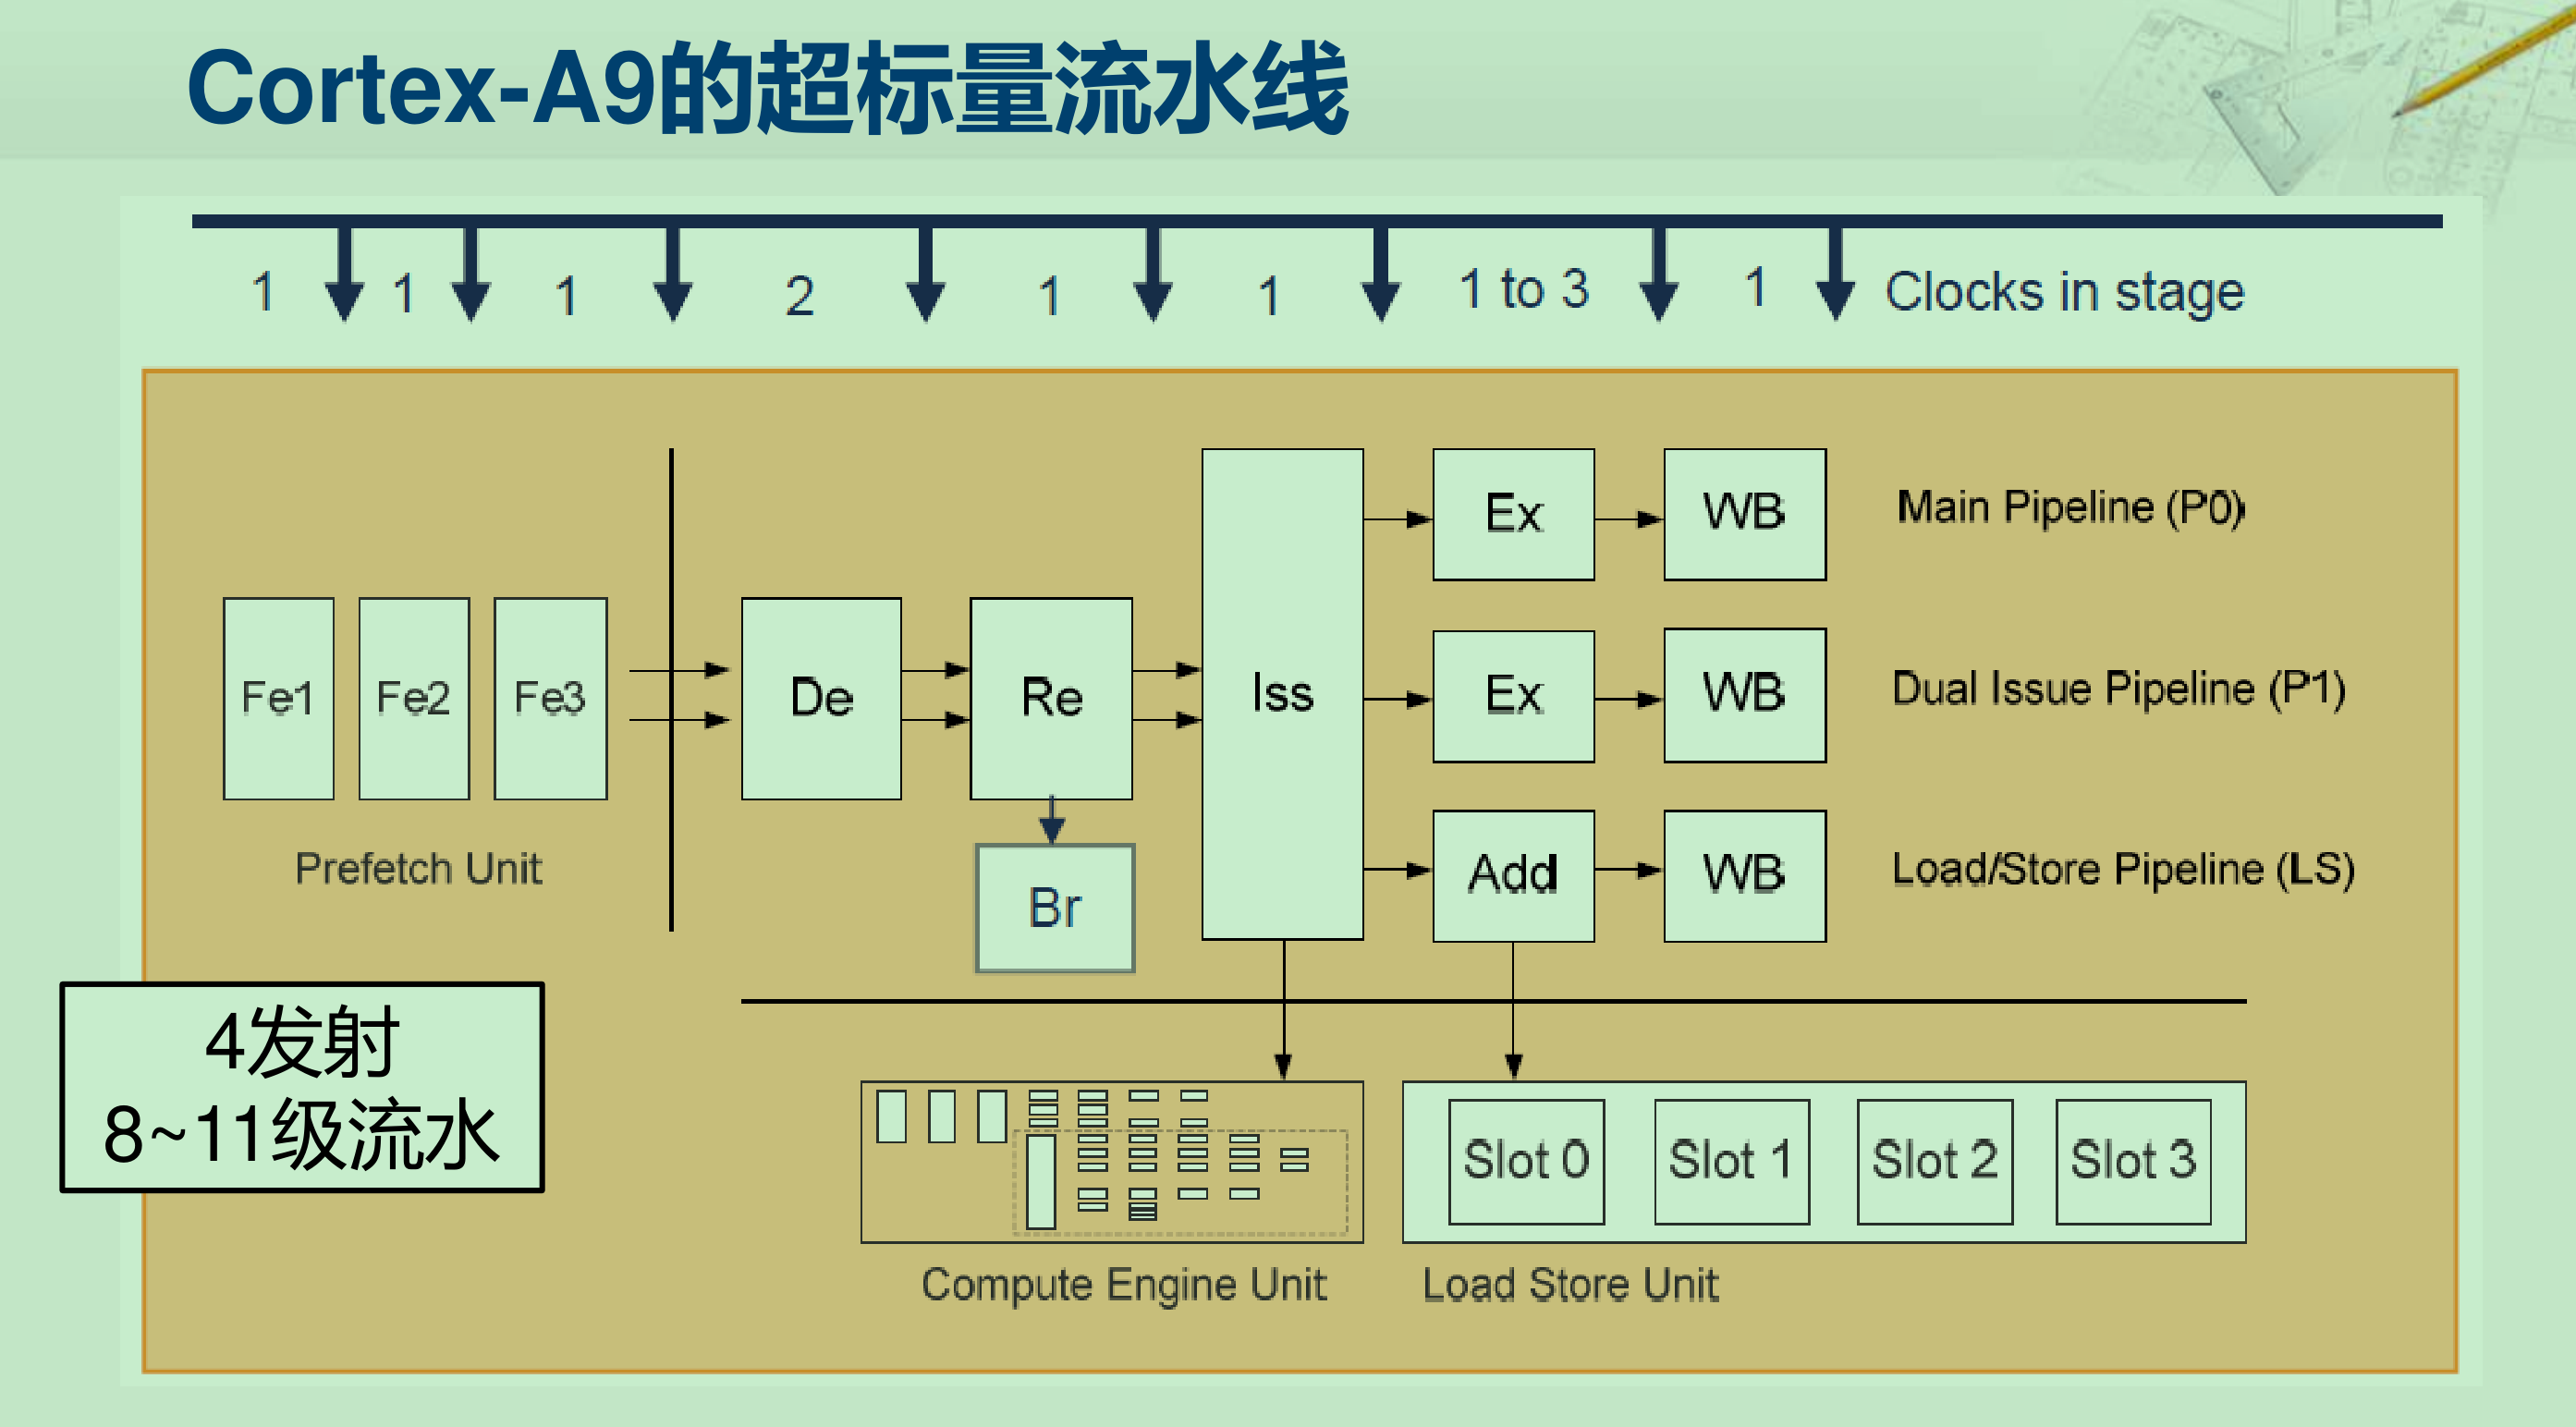 Cortex-A9的超标量流水线
1 1 1 2 1 1 1 to 3 1 Clocks in stage
Ex WB Main Pipeline (P0)
Fe1 Fe2 Fe3 De Re Iss Ex WB Dual Issue Pipeline (P1)
Prefetch Unit Br Add WB Load/Store Pipeline (LS)
4发射
8~11级流水
Slot 0 Slot 1 Slot 2 Slot 3
Compute Engine Unit Load Store Unit